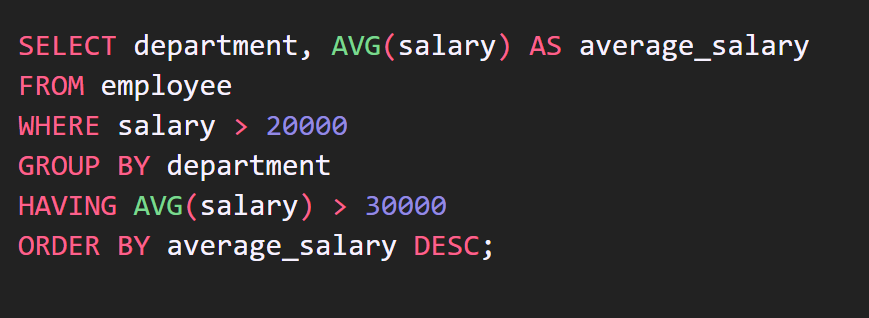 SELECT department, AVG(salary) AS average_salary
FROM employee
WHERE salary > 20000
GROUP BY department
HAVING AVG(salary) > 30000
ORDER BY average_salary DESC;